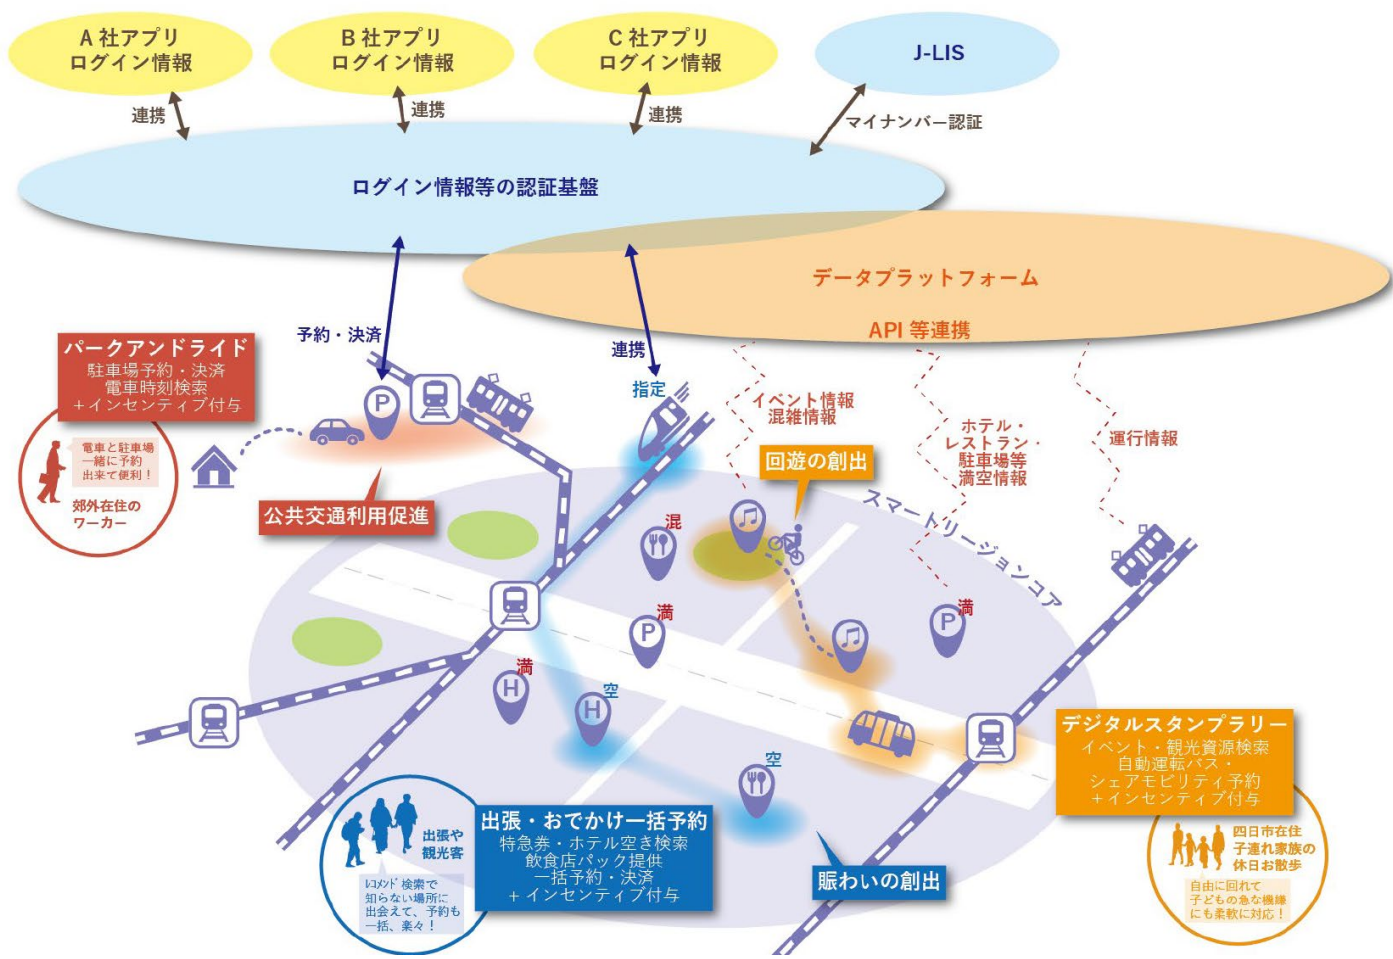 A 社アプリ
ログイン情報
B 社アプリ
ログイン情報
C 社アプリ
ログイン情報
J-LIS
連携
連携
連携
マイナンバー認証
ログイン情報等の認証基盤
データプラットフォーム
API 等連携
予約・決済
連携
指定
パークアンドライド
駐車場予約・決済
電車時刻検索
＋インセンティブ付与
電車と駐車場
一緒に予約
出来て便利！
郊外在住の
ワーカー
公共交通利用促進
P
イベント情報
混雑情報
ホテル・
レストラン・
駐車場等
満空情報
運行情報
回遊の創出
スマートリージョンコア
混
満
P
満
P
満
H
空
H
空
デジタルスタンプラリー
イベント・観光資源検索
自動運転バス・
シェアモビリティ予約
＋インセンティブ付与
四日市在住
子連れ家族の
休日お散歩
自由に回れて
子どもの急な機嫌
にも柔軟に対応！
出張・おでかけ一括予約
特急券・ホテル空き検索
飲食店パック提供
一括予約・決済
＋インセンティブ付与
出張や
観光客
ﾚｺﾒﾝﾄﾞ検索で
知らない場所に
出会えて、予約も
一括、楽々！
賑わいの創出